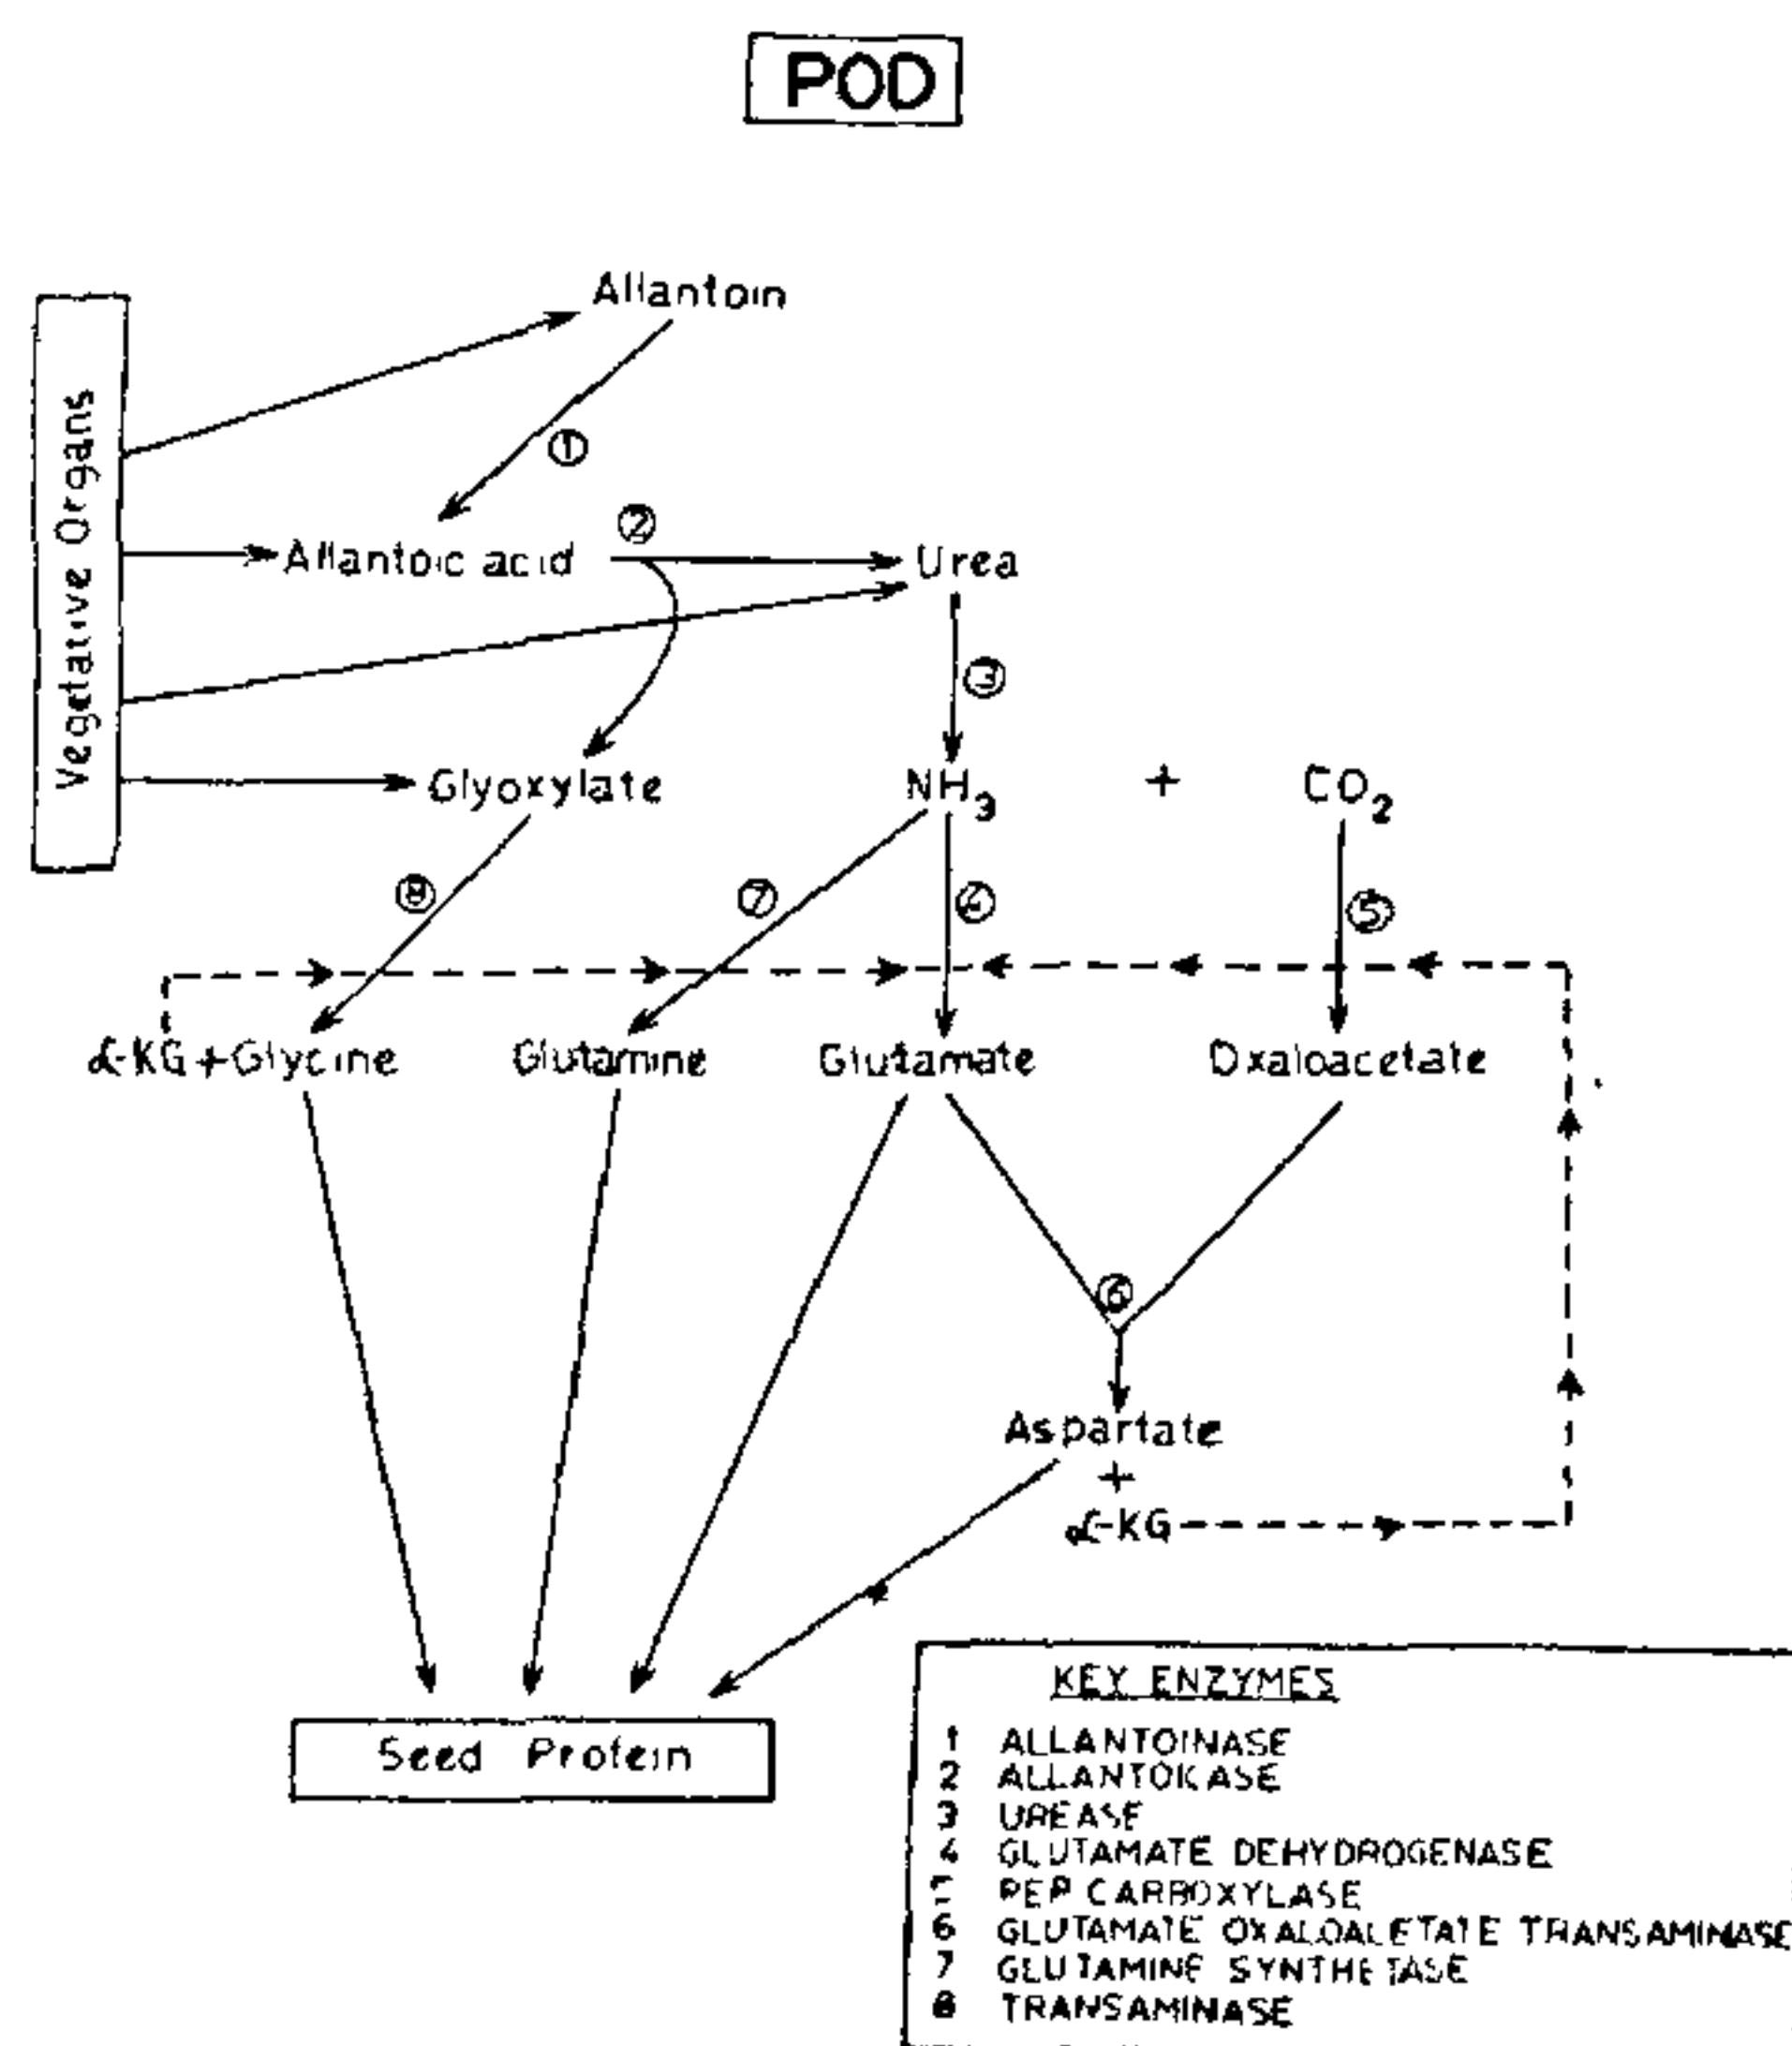 POD
Allantoin
Vegetative Organs
①
②
Allantoic acid
Urea
③
Glyoxylate
NH₃ + CO₂
⑧
⑦
④
⑤
α-KG + Glycine
Glutamine
Glutamate
Oxaloacetate
⑥
Aspartate
+
α-KG
Seed Protein
KEY ENZYMES
1 ALLANTOINASE
2 ALLANTOICASE
3 UREASE
4 GLUTAMATE DEHYDROGENASE
5 PEP CARBOXYLASE
6 GLUTAMATE OXALOACETATE TRANSAMINASE
7 GLUTAMINE SYNTHETASE
8 TRANSAMINASE